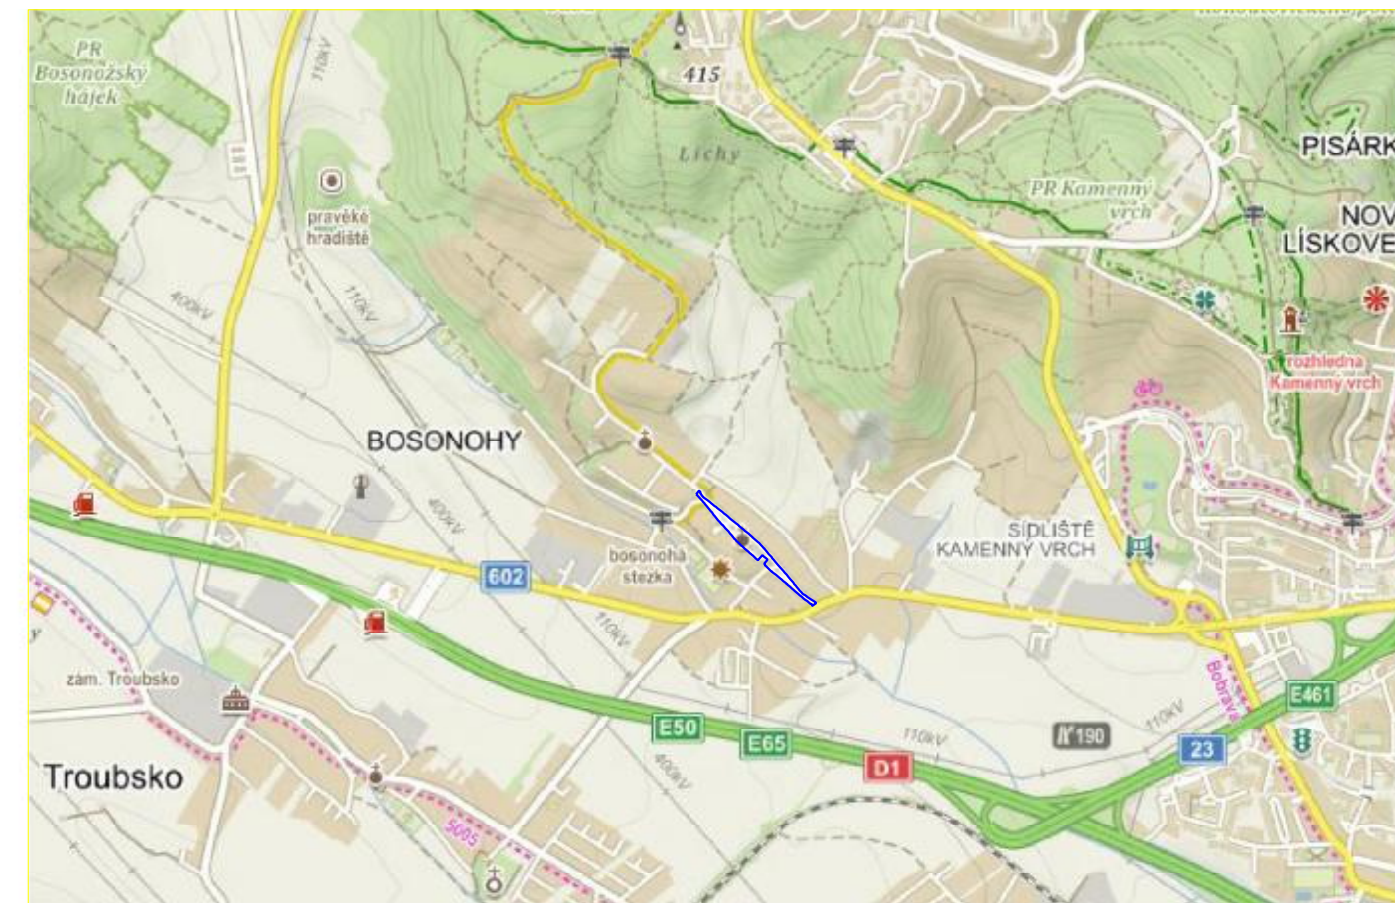 PR
Bosonožský
hájek
110kV
415
Líchy
PISÁRK
PR Kamenný
vrch
NOV
LÍSKOVE
pravěké
hradiště
400kV
110kV
rozhledna
Kamenný vrch
BOSONOHY
400kV
SÍDLIŠTĚ
KAMENNÝ VRCH
bosonohá
stezka
602
110kV
zám. Troubsko
Bobrava
E461
E50
E65
110kV
190
110kV
23
D1
400kV
Troubsko
5005